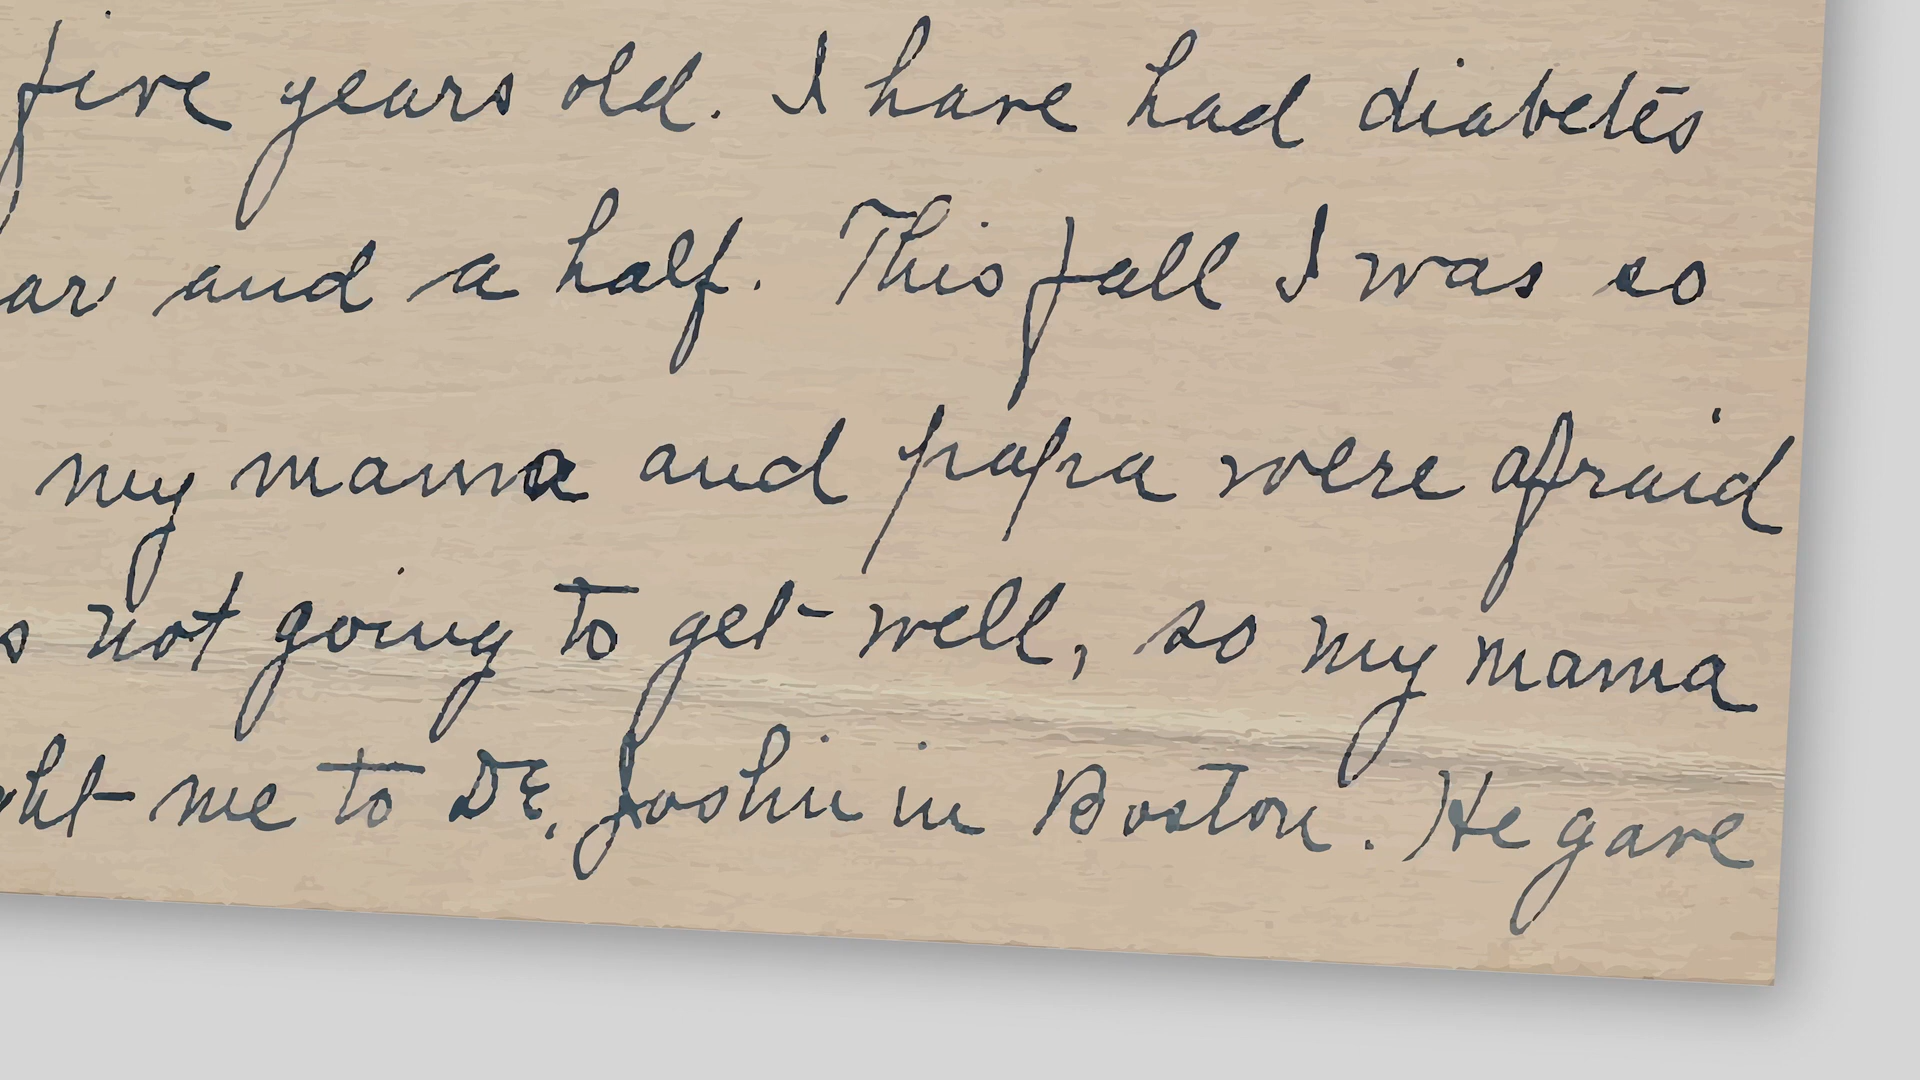 five years old. I have had diabetes
ar and a half. This fall I was so
my mama and papa were afraid
s not going to get well, so my mama
ght me to Dr. Joslin in Boston. He gave